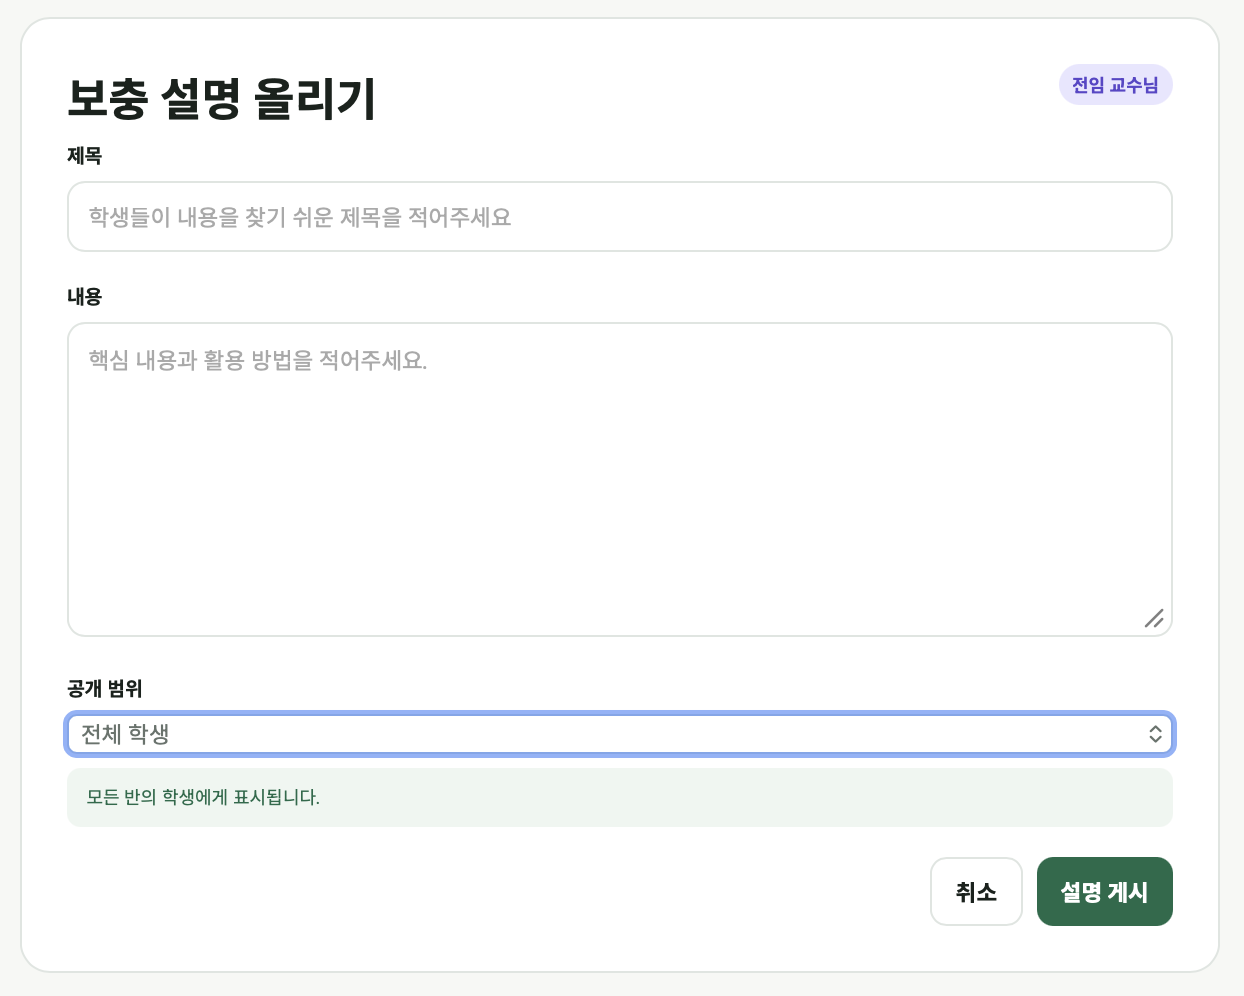 보충 설명 올리기
전임 교수님
제목
학생들이 내용을 찾기 쉬운 제목을 적어주세요
내용
핵심 내용과 활용 방법을 적어주세요.
공개 범위
전체 학생
모든 반의 학생에게 표시됩니다.
취소
설명 게시